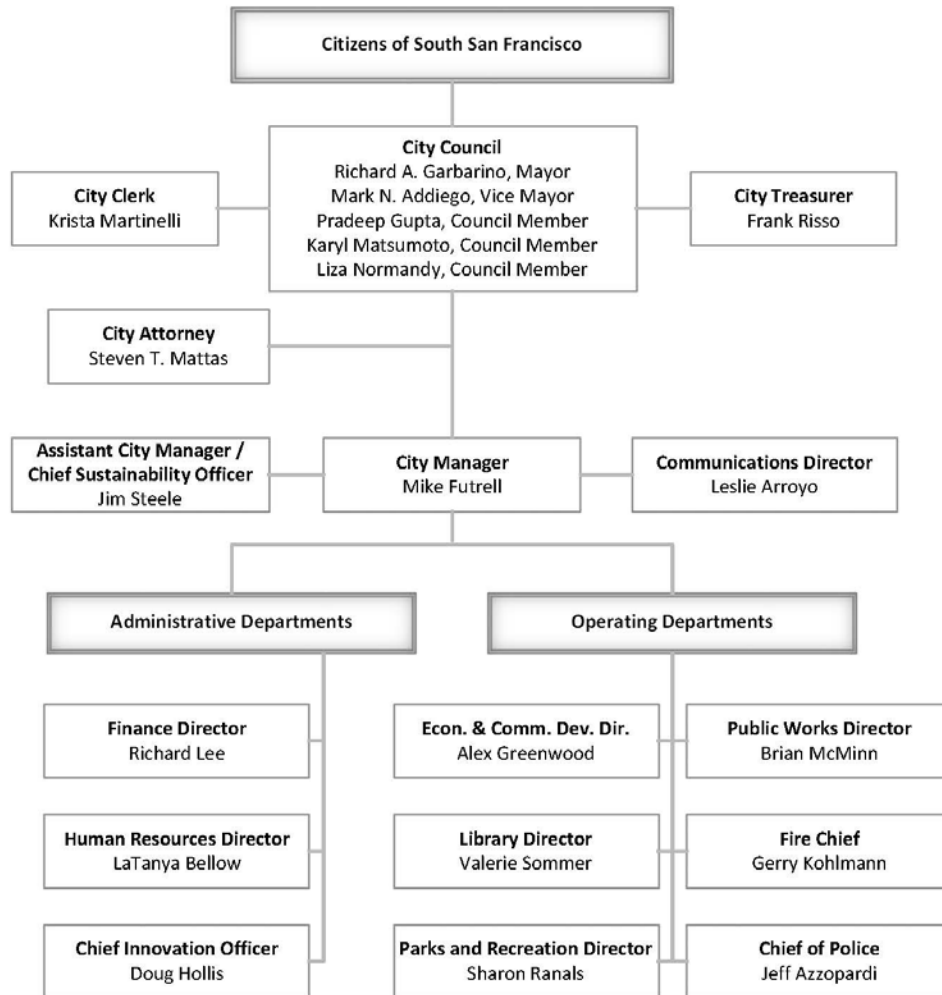 Citizens of South San Francisco
City Council
Richard A. Garbarino, Mayor
Mark N. Addiego, Vice Mayor
Pradeep Gupta, Council Member
Karyl Matsumoto, Council Member
Liza Normandy, Council Member
City Clerk
Krista Martinelli
City Treasurer
Frank Risso
City Attorney
Steven T. Mattas
Assistant City Manager /
Chief Sustainability Officer
Jim Steele
City Manager
Mike Futrell
Communications Director
Leslie Arroyo
Administrative Departments
Operating Departments
Finance Director
Richard Lee
Econ. & Comm. Dev. Dir.
Alex Greenwood
Public Works Director
Brian McMinn
Human Resources Director
LaTanya Bellow
Library Director
Valerie Sommer
Fire Chief
Gerry Kohlmann
Chief Innovation Officer
Doug Hollis
Parks and Recreation Director
Sharon Ranals
Chief of Police
Jeff Azzopardi